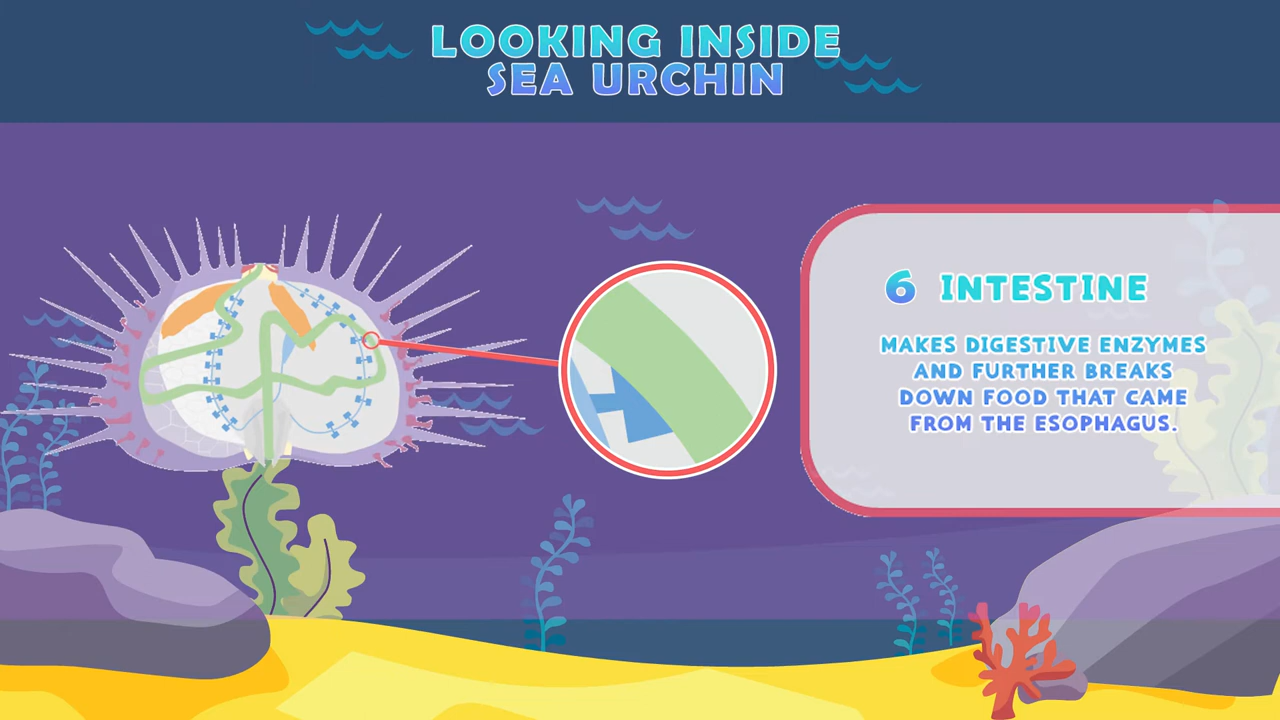 LOOKING INSIDE
SEA URCHIN
6 INTESTINE
MAKES DIGESTIVE ENZYMES
AND FURTHER BREAKS
DOWN FOOD THAT CAME
FROM THE ESOPHAGUS.